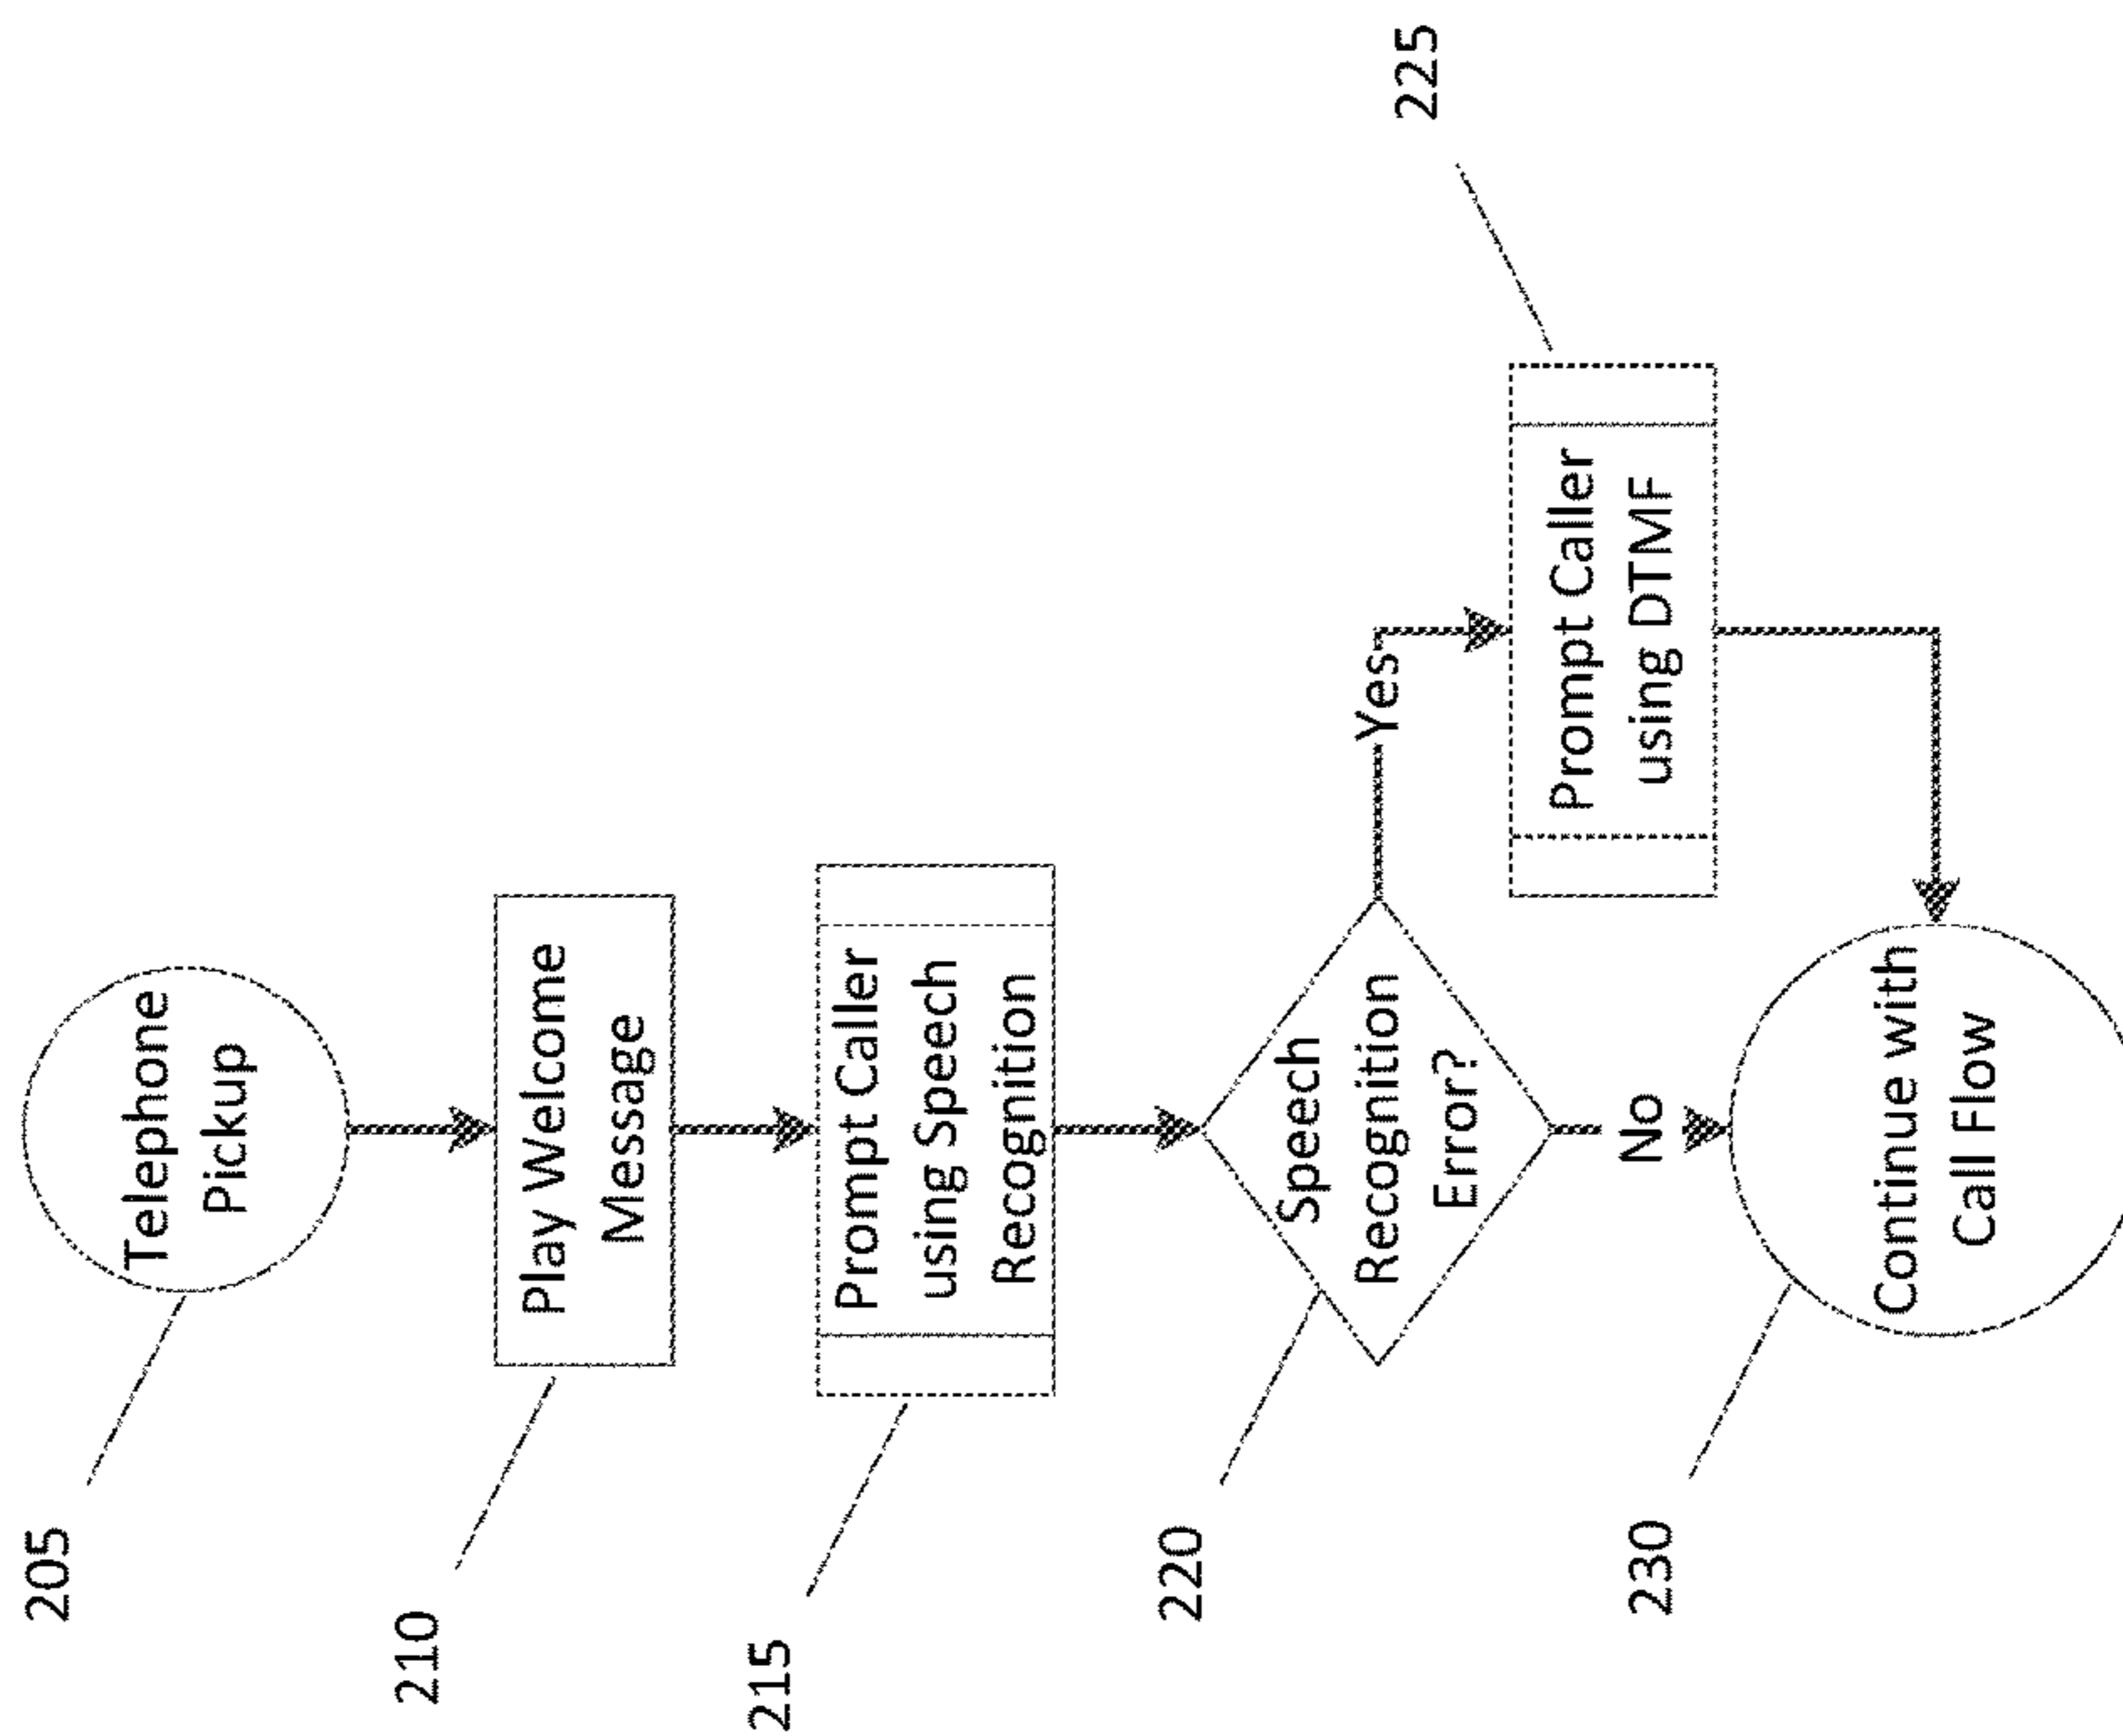 205
Telephone
Pickup
210
Play Welcome
Message
215
Prompt Caller
using Speech
Recognition
220
Speech
Recognition
Error?
Yes
225
Prompt Caller
using DTMF
No
230
Continue with
Call Flow